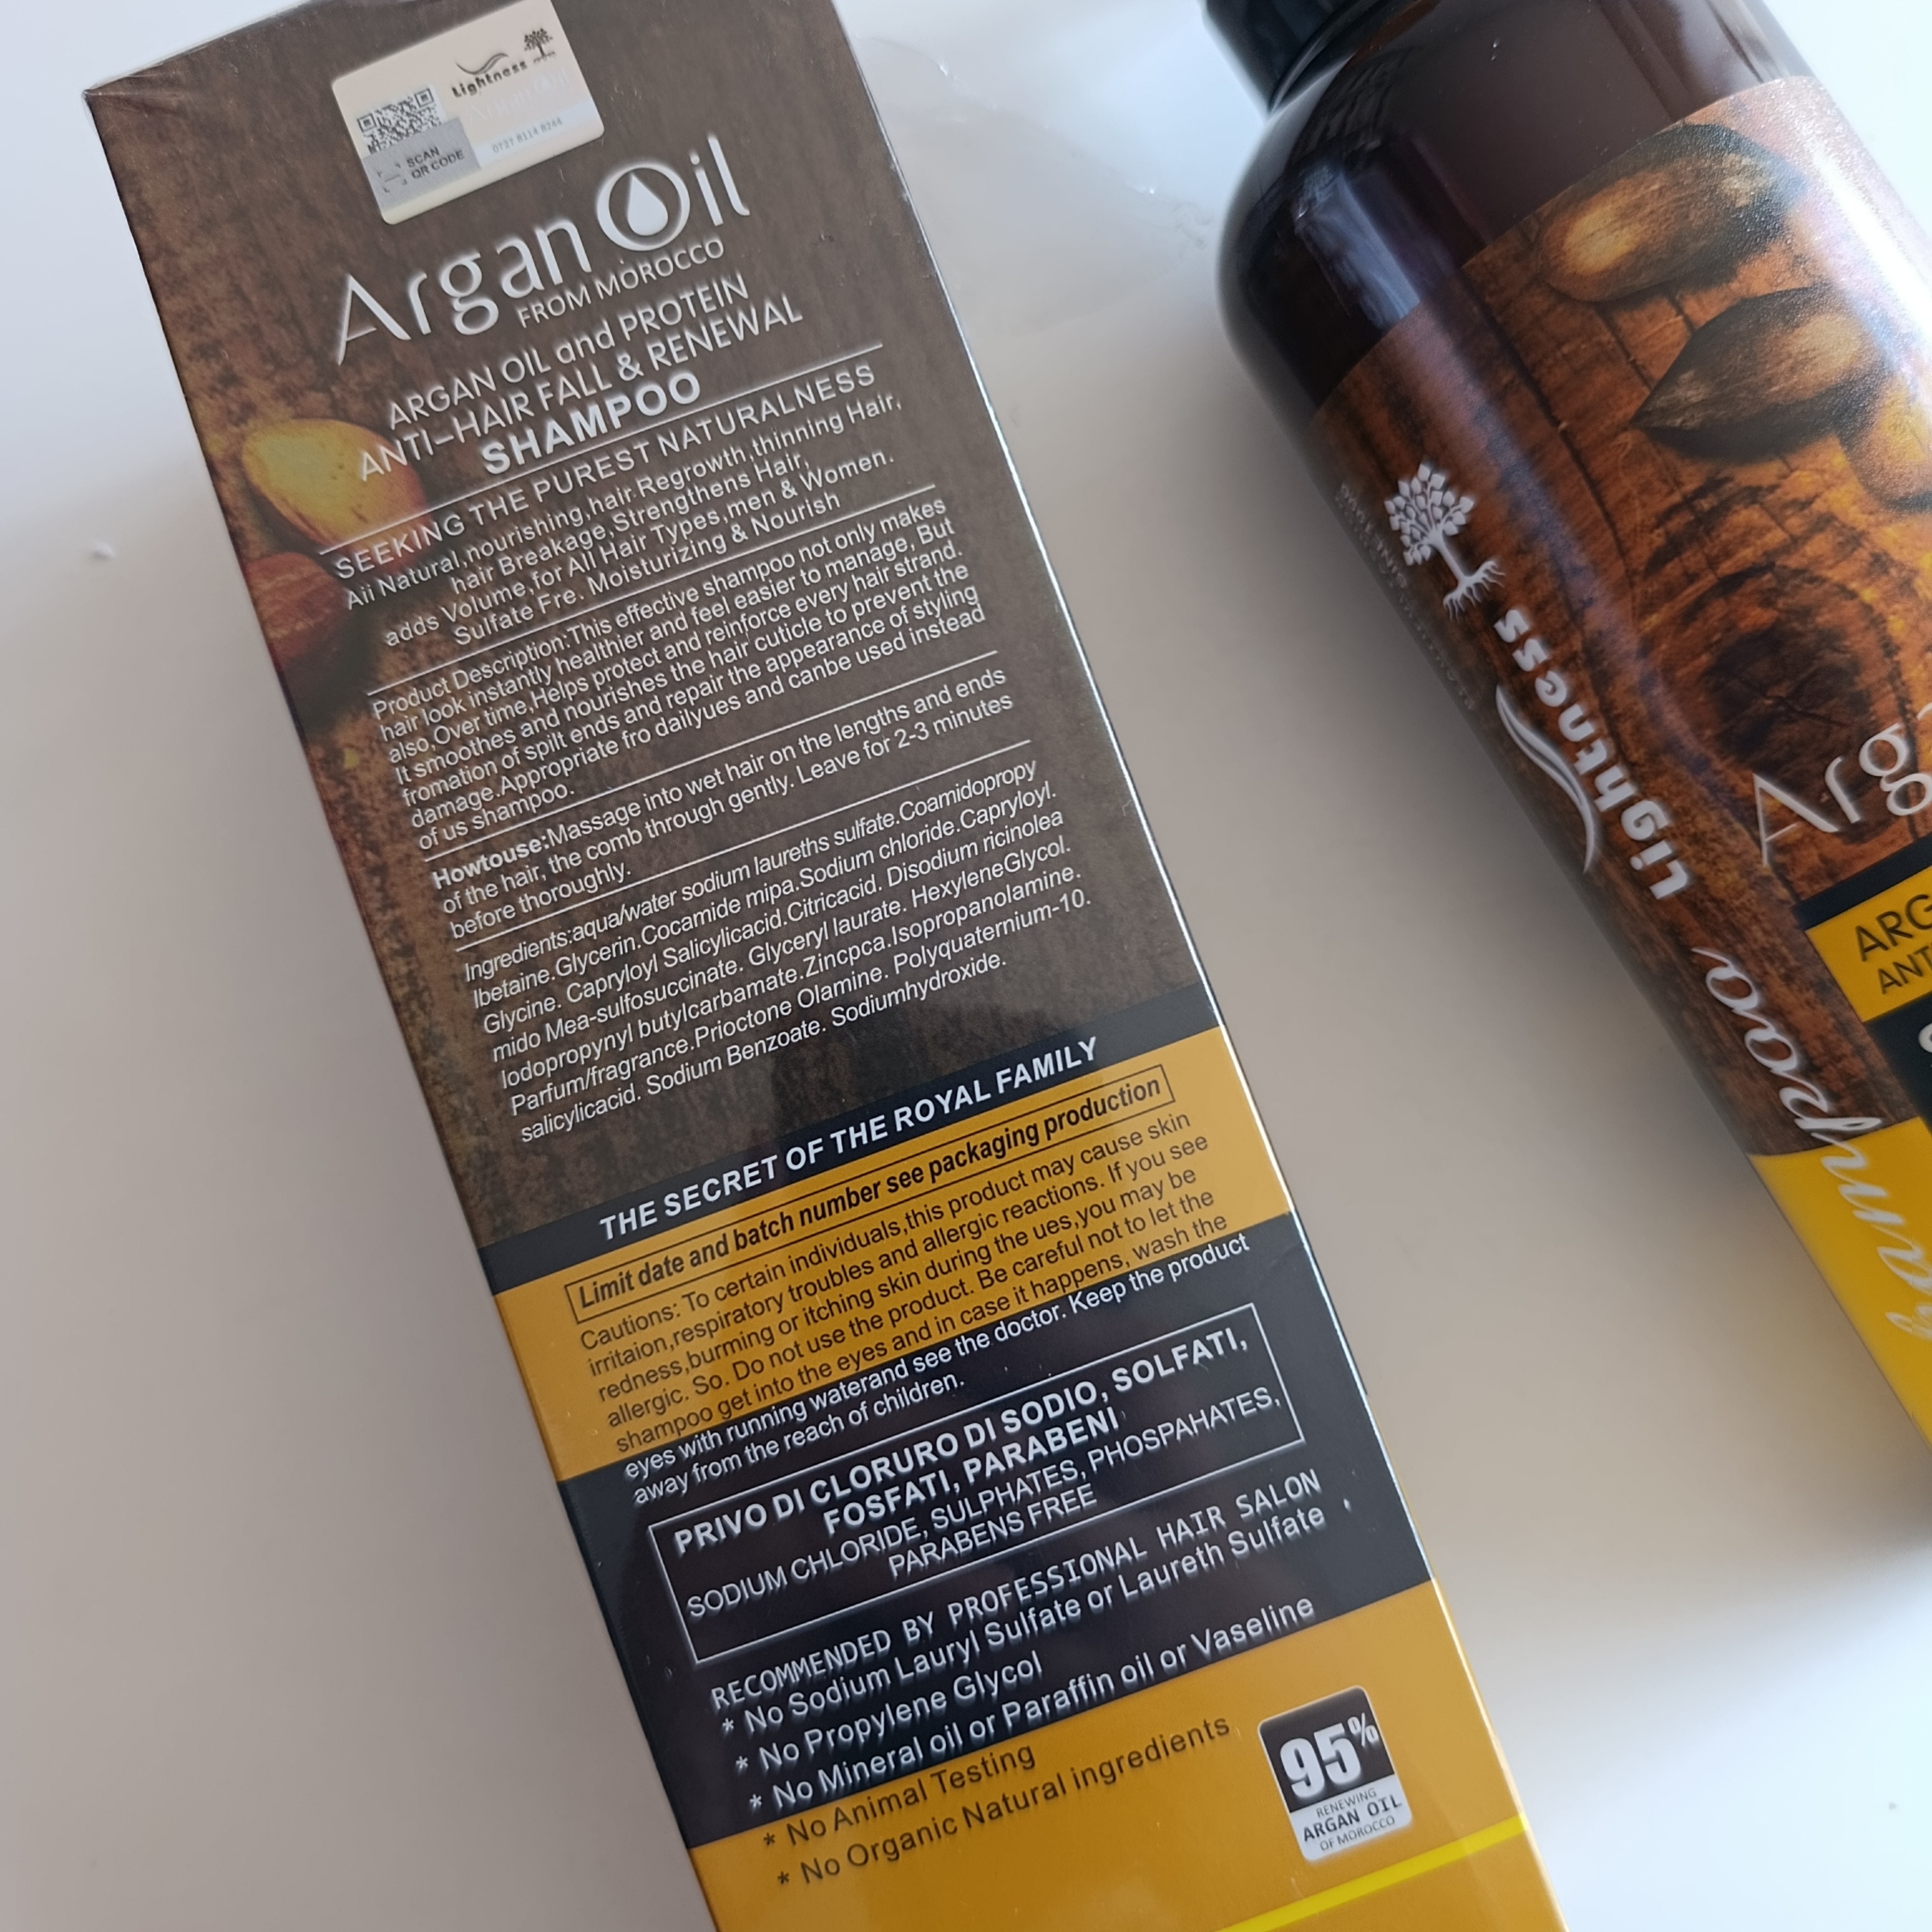 Lightness
SCAN
QR CODE
0727 8114 8244
Argan Oil
FROM MOROCCO
ARGAN OIL and PROTEIN
ANTI-HAIR FALL & RENEWAL
SHAMPOO
SEEKING THE PUREST NATURALNESS
Aii Natural,nourishing,hair.Regrowth,thinning Hair,
hair Breakage,Strengthens Hair,
adds Volume,for All Hair Types,men & Women.
Sulfate Fre. Moisturizing & Nourish
Product Description:This effective shampoo not only makes
hair look instantly healthier and feel easier to manage, But
also,Over time,Helps protect and reinforce every hair strand.
It smoothes and nourishes the hair cuticle to prevent the
fromation of spilt ends and repair the appearance of styling
damage.Appropriate fro dailyues and canbe used instead
of us shampoo.
Howtouse:Massage into wet hair on the lengths and ends
of the hair, the comb through gently. Leave for 2-3 minutes
before thoroughly.
Ingredients:aqua/water sodium laureths sulfate.Coamidopropy
lbetaine.Glycerin.Cocamide mipa.Sodium chloride.Capryloyl.
Glycine. Capryloyl Salicylicacid.Citricacid. Disodium ricinolea
mido Mea-sulfosuccinate. Glyceryl laurate. HexyleneGlycol.
Iodopropynyl butylcarbamate.Zincpca.Isopropanolamine.
Parfum/fragrance.Prioctone Olamine. Polyquaternium-10.
salicylicacid. Sodium Benzoate. Sodiumhydroxide.
THE SECRET OF THE ROYAL FAMILY
Limit date and batch number see packaging production
Cautions: To certain individuals,this product may cause skin
irritaion,respiratory troubles and allergic reactions. If you see
redness,burming or itching skin during the ues,you may be
allergic. So. Do not use the product. Be careful not to let the
shampoo get into the eyes and in case it happens, wash the
eyes with running waterand see the doctor. Keep the product
away from the reach of children.
PRIVO DI CLORURO DI SODIO, SOLFATI,
FOSFATI, PARABENI
SODIUM CHLORIDE, SULPHATES, PHOSPAHATES,
PARABENS FREE
RECOMMENDED BY PROFESSIONAL HAIR SALON
* No Sodium Lauryl Sulfate or Laureth Sulfate
* No Propylene Glycol
* No Mineral oil or Paraffin oil or Vaseline
* No Animal Testing
* No Organic Natural ingredients
95%
RENEWING
ARGAN OIL
OF MOROCCO
Lightness
Arg
ARG
ANT